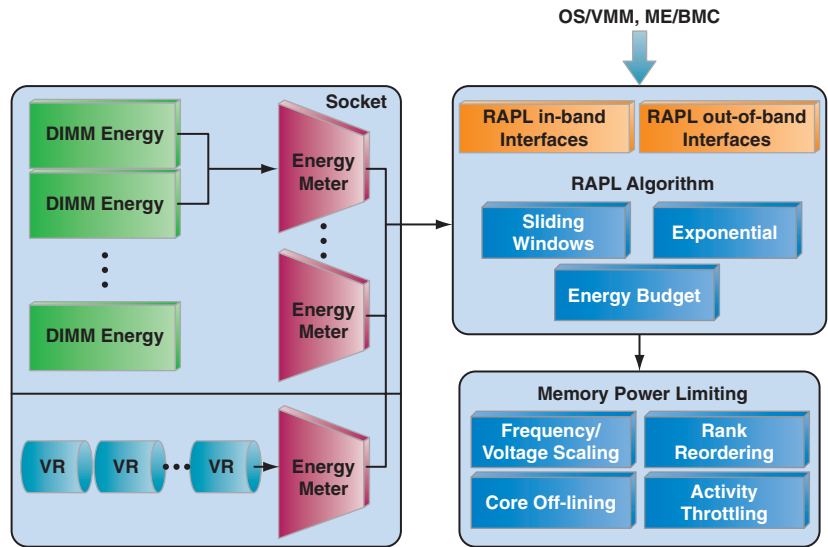 OS/VMM, ME/BMC
Socket
DIMM Energy
DIMM Energy
DIMM Energy
Energy
Meter
Energy
Meter
VR
VR
VR
Energy
Meter
RAPL in-band
Interfaces
RAPL out-of-band
Interfaces
RAPL Algorithm
Sliding
Windows
Exponential
Energy Budget
Memory Power Limiting
Frequency/
Voltage Scaling
Rank
Reordering
Core Off-lining
Activity
Throttling